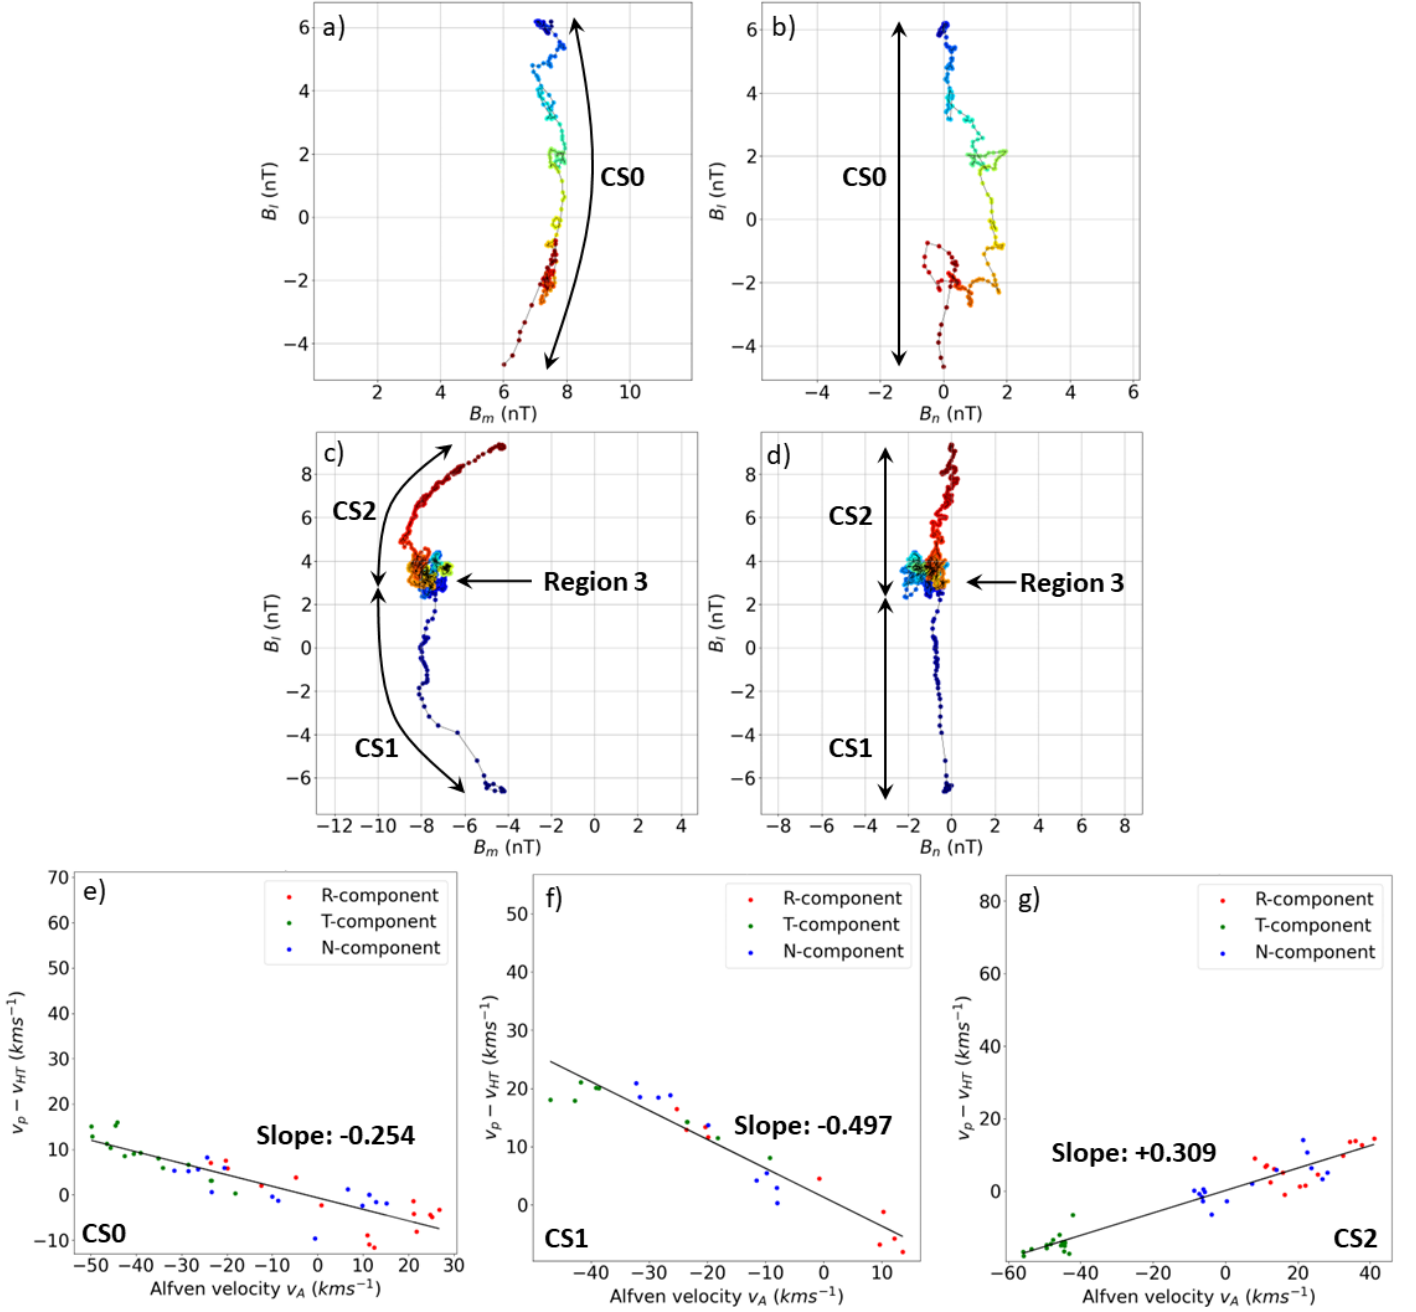 a)
6
4
2
0
−2
−4
B_l (nT)
2 4 6 8 10
B_m (nT)
CS0
b)
6
4
2
0
−2
−4
B_l (nT)
−4 −2 0 2 4 6
B_n (nT)
CS0
c)
8
6
4
2
0
−2
−4
−6
B_l (nT)
−12 −10 −8 −6 −4 −2 0 2 4
B_m (nT)
CS2
Region 3
CS1
d)
8
6
4
2
0
−2
−4
−6
B_l (nT)
−8 −6 −4 −2 0 2 4 6 8
B_n (nT)
CS2
Region 3
CS1
e)
70
60
50
40
30
20
10
0
−10
v_p − v_HT (kms⁻¹)
R-component
T-component
N-component
Slope: -0.254
CS0
−50 −40 −30 −20 −10 0 10 20 30
Alfven velocity v_A (kms⁻¹)
f)
50
40
30
20
10
0
v_p − v_HT (kms⁻¹)
R-component
T-component
N-component
Slope: -0.497
CS1
−40 −30 −20 −10 0 10
Alfven velocity v_A (kms⁻¹)
g)
80
60
40
20
0
v_p − v_HT (kms⁻¹)
R-component
T-component
N-component
Slope: +0.309
CS2
−60 −40 −20 0 20 40
Alfven velocity v_A (kms⁻¹)